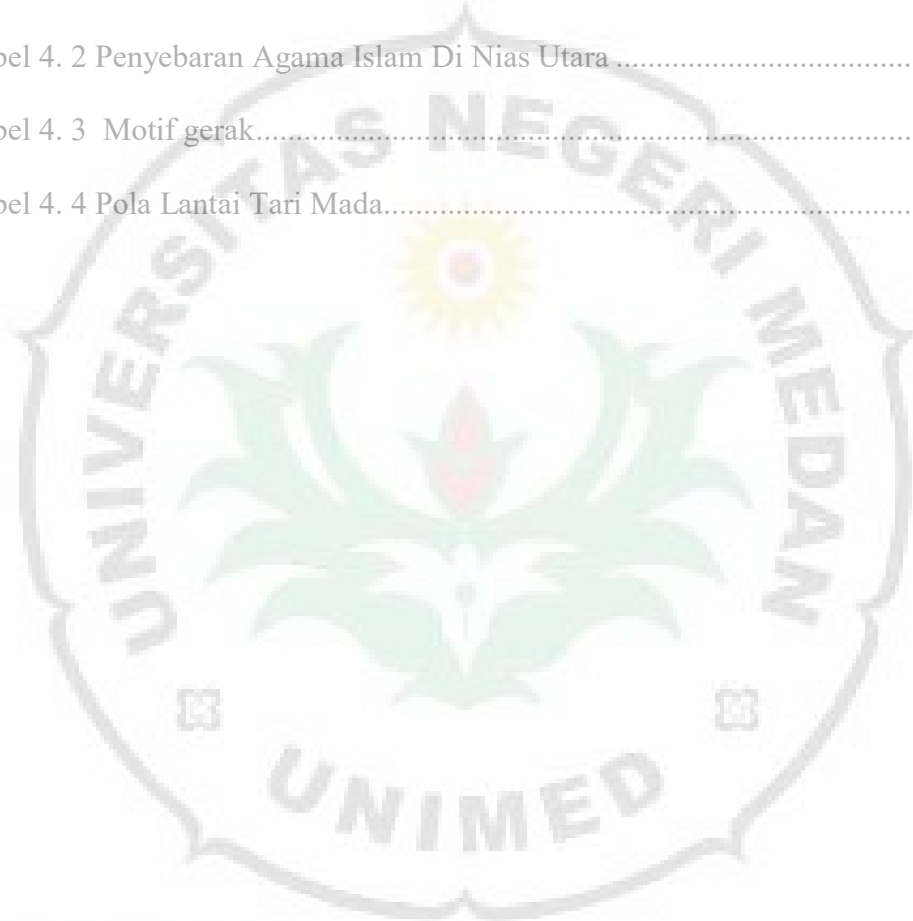 bel 4. 2 Penyebaran Agama Islam Di Nias Utara ....................................
bel 4. 3  Motif gerak....................................................................................
bel 4. 4 Pola Lantai Tari Mada....................................................................
UNIVERSITAS NEGERI MEDAN
UNIMED